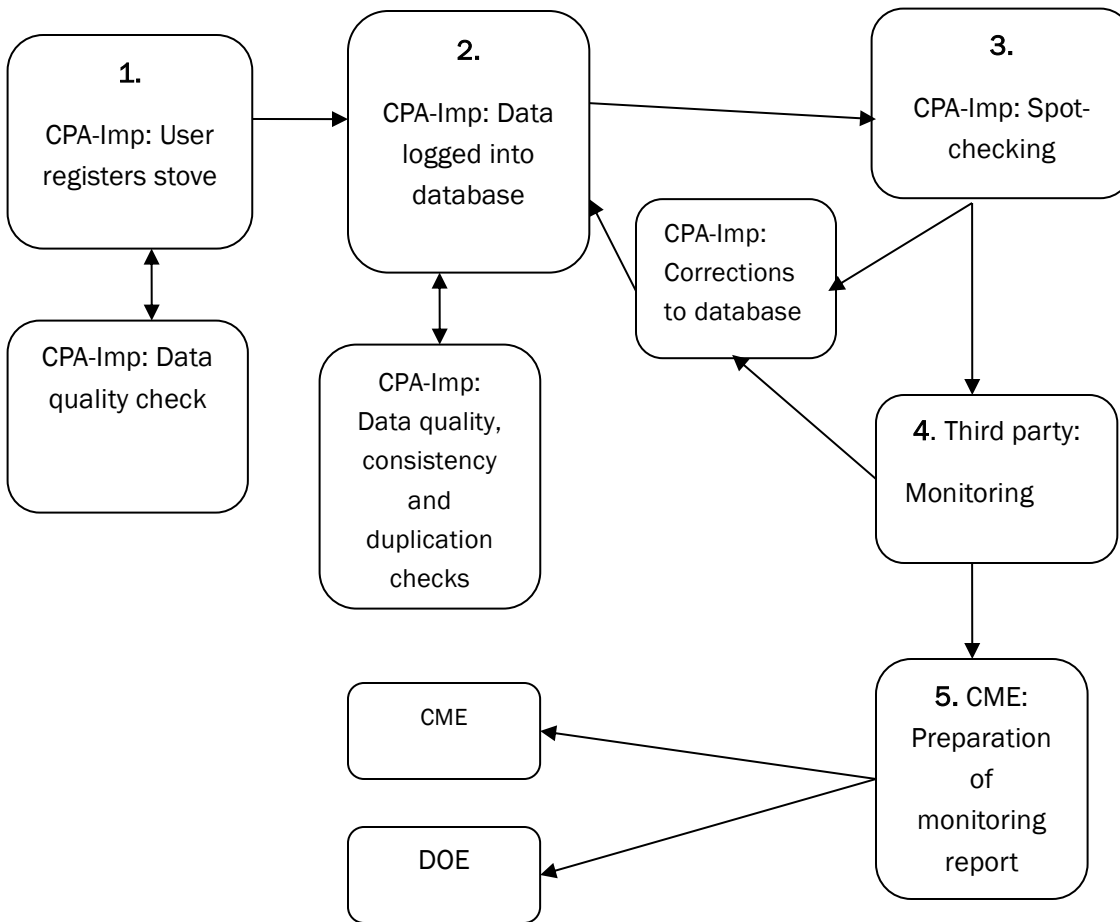 1.
CPA-Imp: User
registers stove
2.
CPA-Imp: Data
logged into
database
3.
CPA-Imp: Spot-
checking
CPA-Imp:
Corrections
to database
CPA-Imp: Data
quality check
CPA-Imp:
Data quality,
consistency
and
duplication
checks
4. Third party:
Monitoring
5. CME:
Preparation
of
monitoring
report
CME
DOE